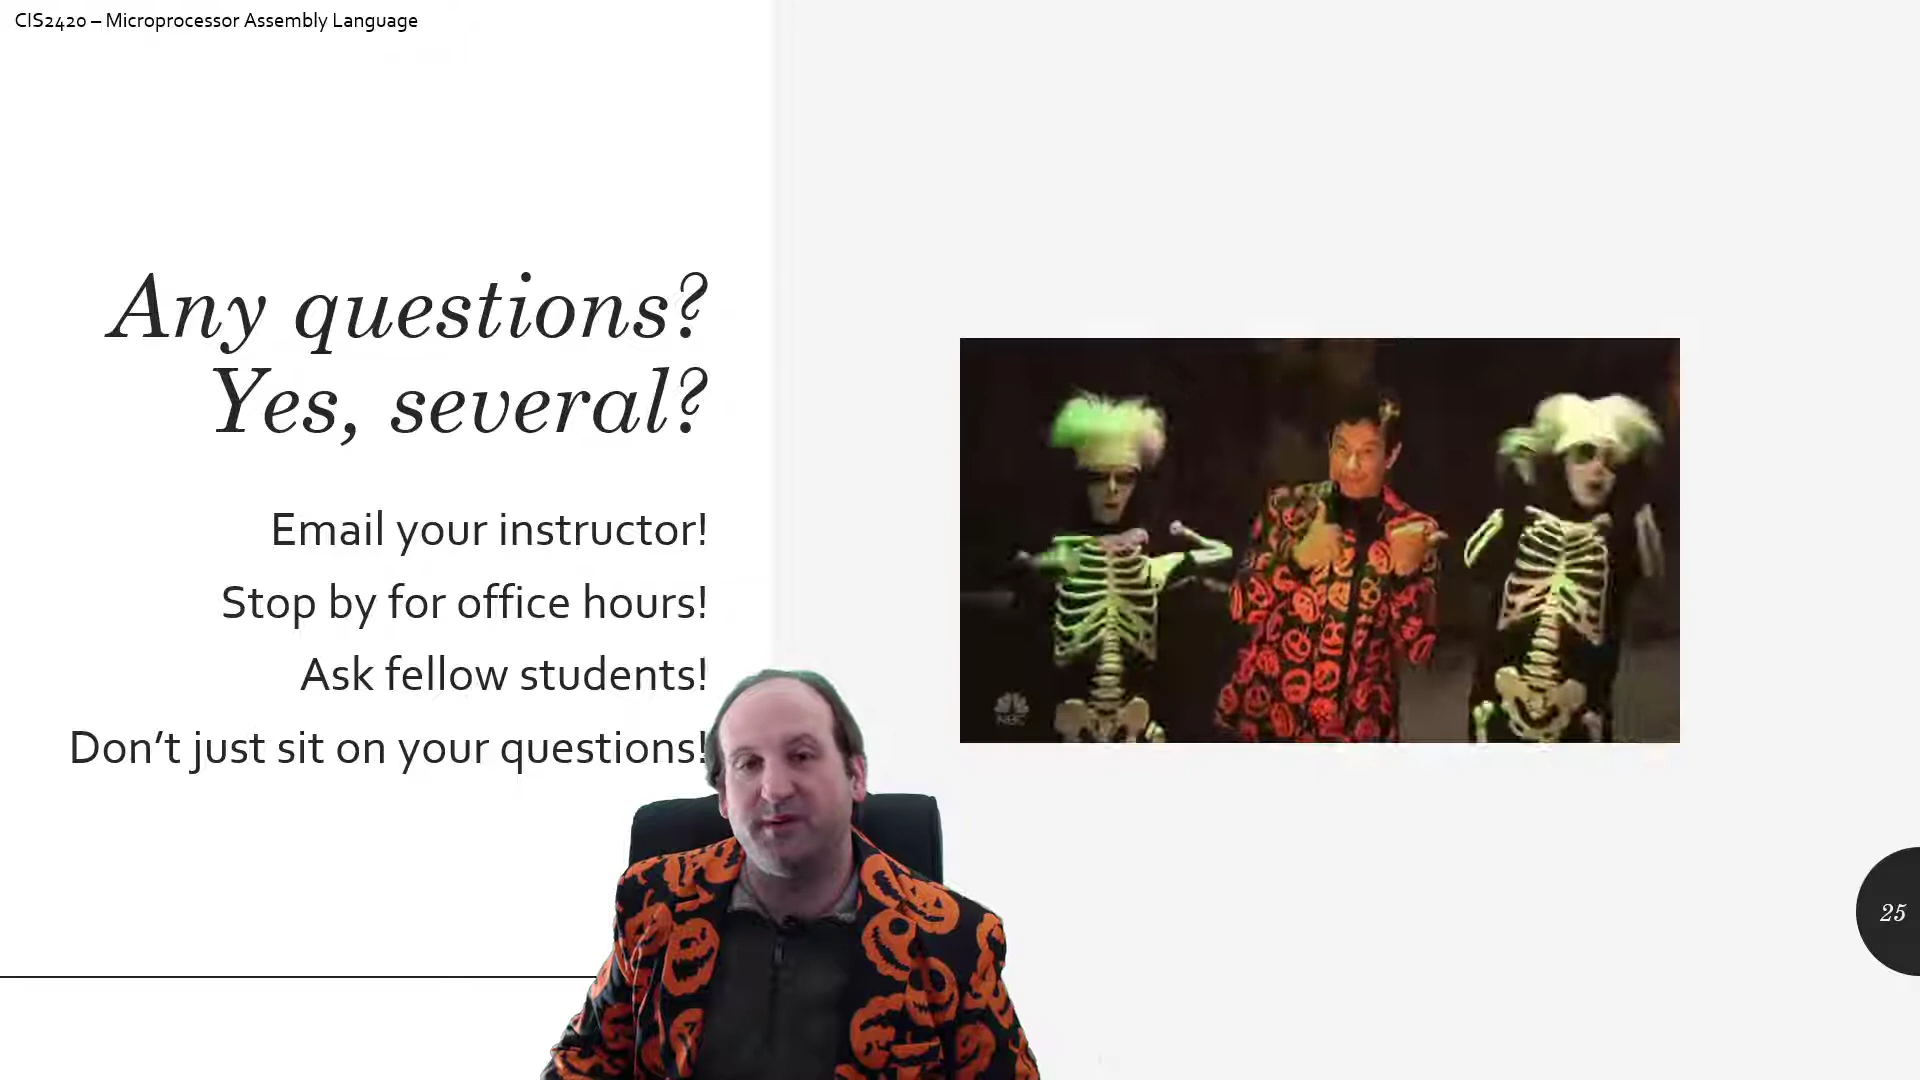 CIS2420 – Microprocessor Assembly Language
Any questions?
Yes, several?
Email your instructor!
Stop by for office hours!
Ask fellow students!
Don’t just sit on your questions!
NBC
25